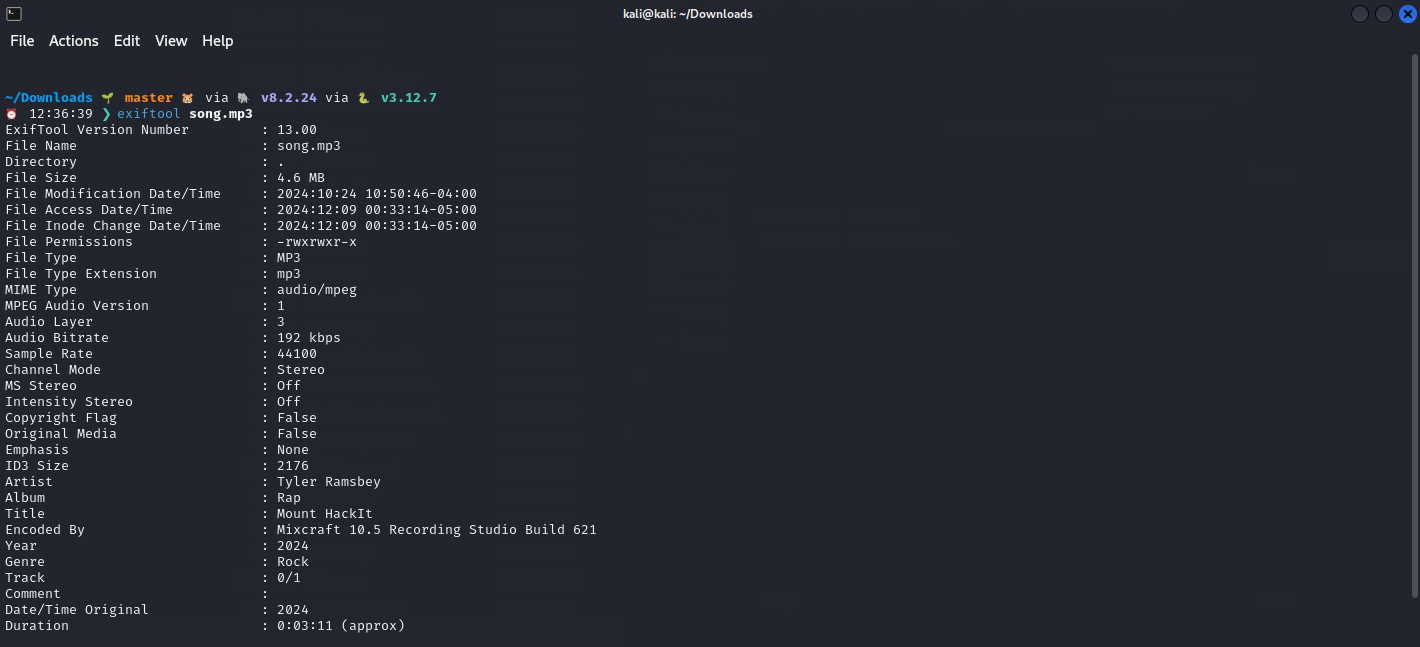 kali@kali: ~/Downloads
File Actions Edit View Help
~/Downloads 🌱 master 🐹 via 🐘 v8.2.24 via 🐍 v3.12.7
⏰ 12:36:39 ❯ exiftool song.mp3
ExifTool Version Number : 13.00
File Name : song.mp3
Directory : .
File Size : 4.6 MB
File Modification Date/Time : 2024:10:24 10:50:46-04:00
File Access Date/Time : 2024:12:09 00:33:14-05:00
File Inode Change Date/Time : 2024:12:09 00:33:14-05:00
File Permissions : -rwxrwxr-x
File Type : MP3
File Type Extension : mp3
MIME Type : audio/mpeg
MPEG Audio Version : 1
Audio Layer : 3
Audio Bitrate : 192 kbps
Sample Rate : 44100
Channel Mode : Stereo
MS Stereo : Off
Intensity Stereo : Off
Copyright Flag : False
Original Media : False
Emphasis : None
ID3 Size : 2176
Artist : Tyler Ramsbey
Album : Rap
Title : Mount HackIt
Encoded By : Mixcraft 10.5 Recording Studio Build 621
Year : 2024
Genre : Rock
Track : 0/1
Comment :
Date/Time Original : 2024
Duration : 0:03:11 (approx)